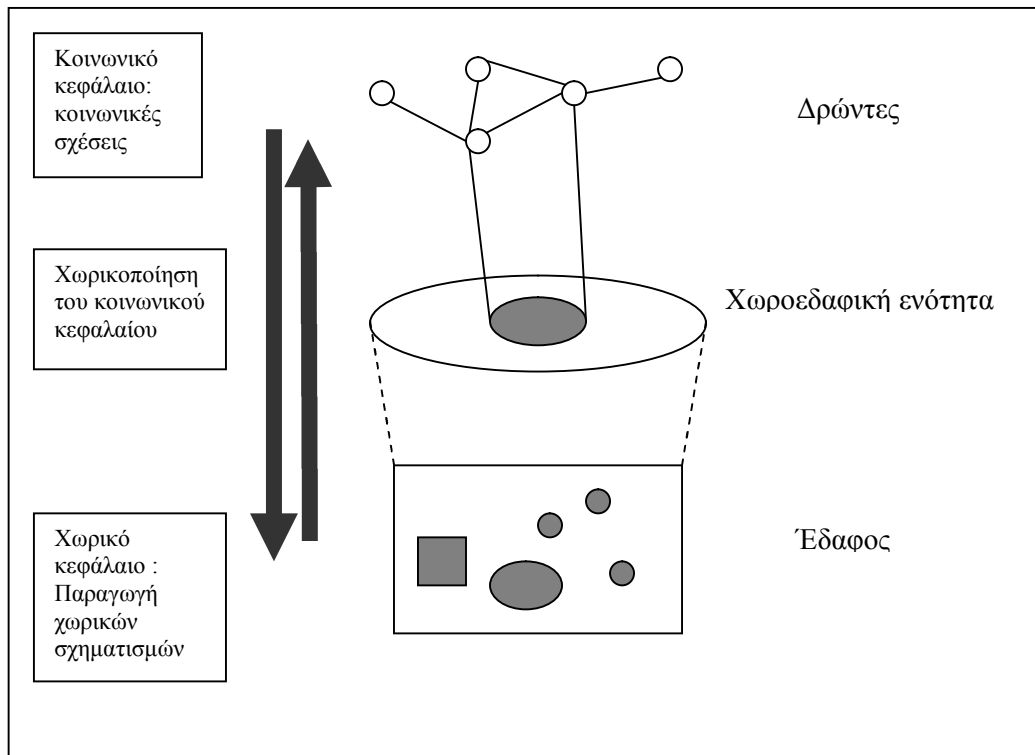 Κοινωνικό
κεφάλαιο:
κοινωνικές
σχέσεις
Δρώντες
Χωρικοποίηση
του κοινωνικού
κεφαλαίου
Χωροεδαφική ενότητα
Χωρικό
κεφάλαιο :
Παραγωγή
χωρικών
σχηματισμών
Έδαφος